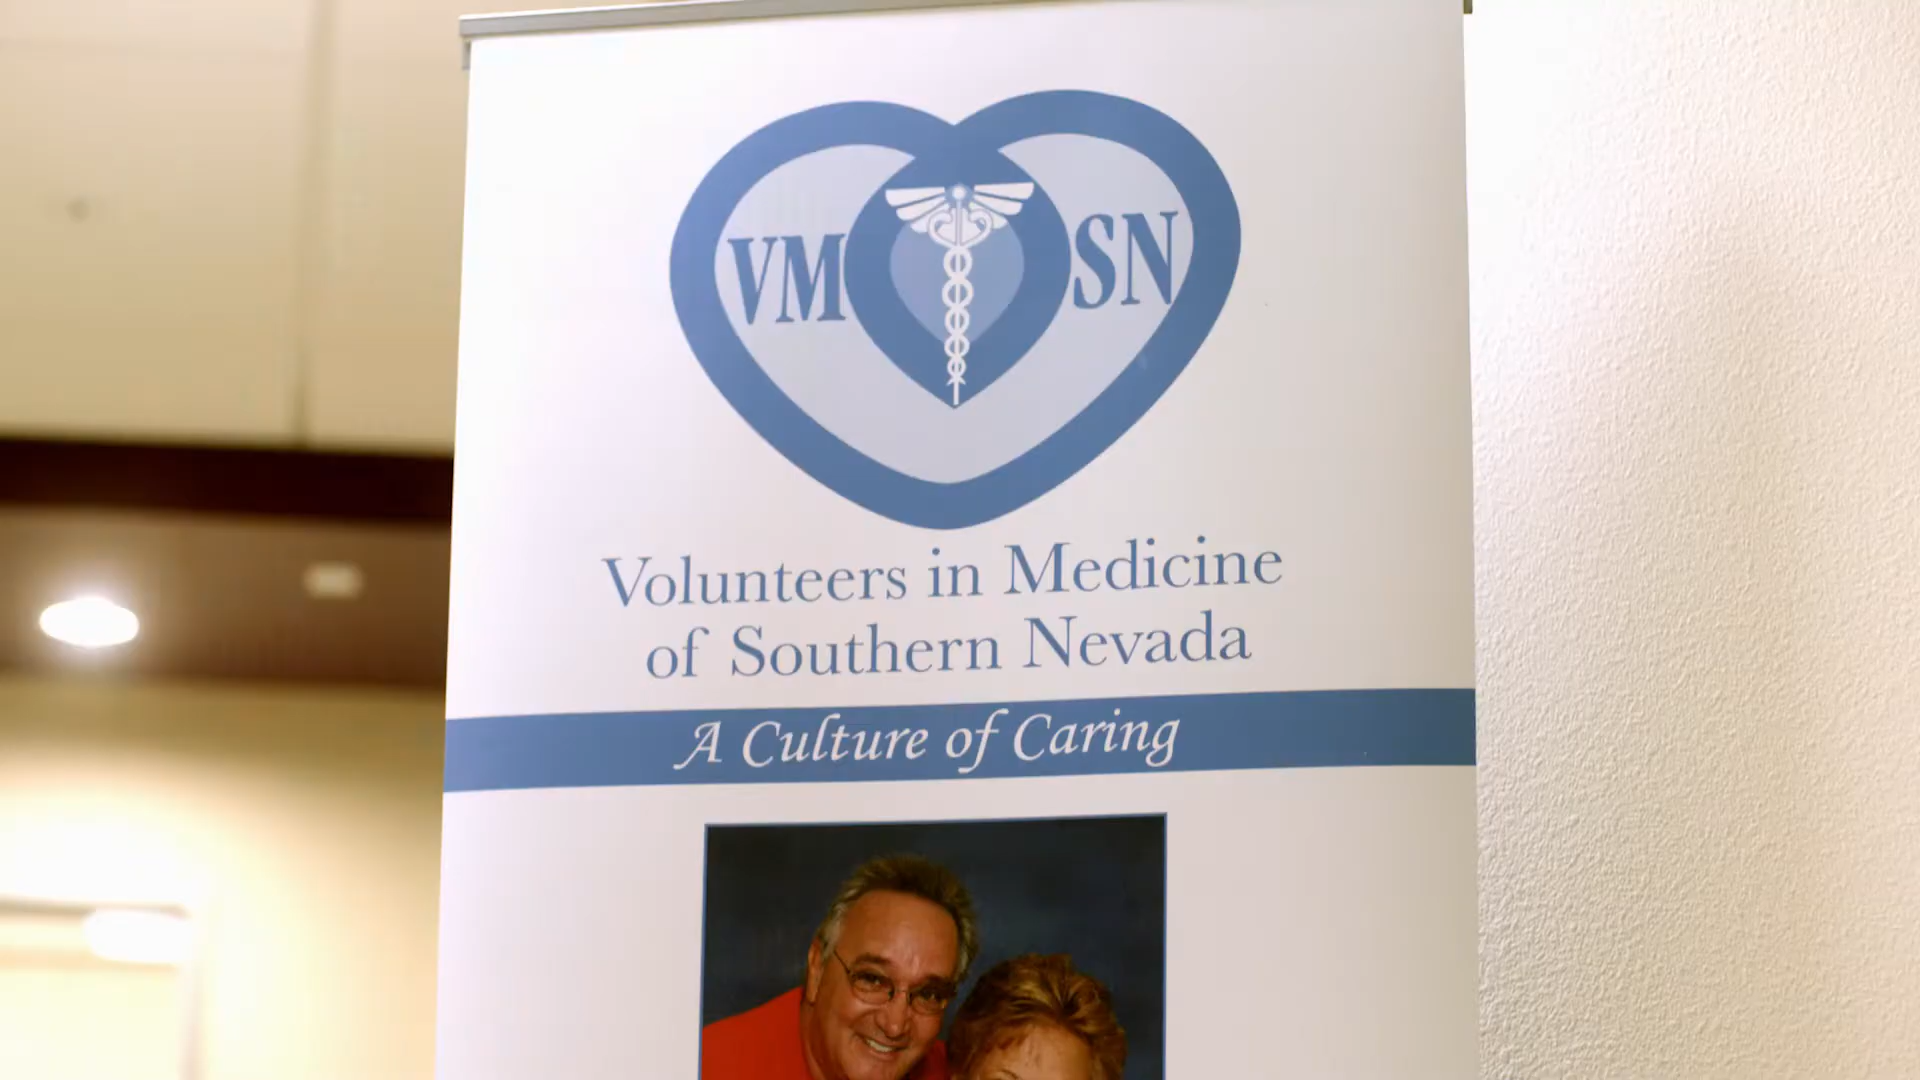 VM SN
Volunteers in Medicine
of Southern Nevada
A Culture of Caring